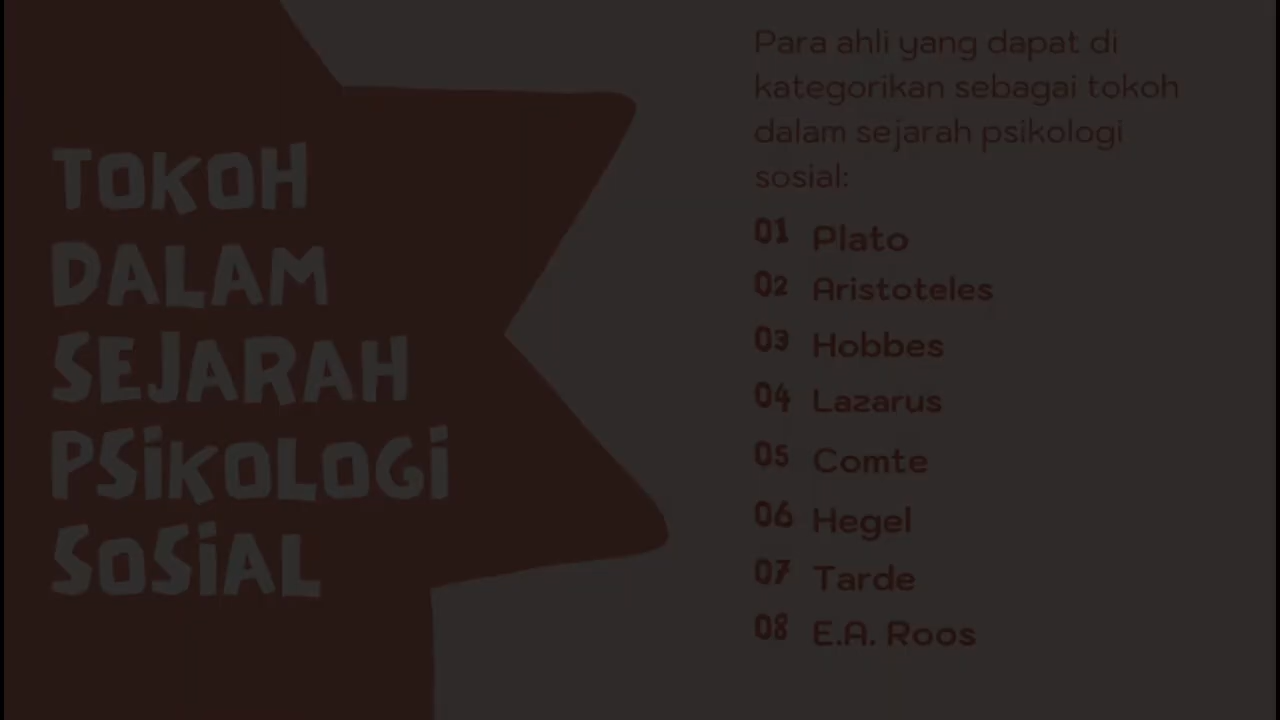 TOKOH
DALAM
SEJARAH
PSiKOLOGi
SOSiAL
Para ahli yang dapat di
kategorikan sebagai tokoh
dalam sejarah psikologi
sosial:
01 Plato
02 Aristoteles
03 Hobbes
04 Lazarus
05 Comte
06 Hegel
07 Tarde
08 E.A. Roos